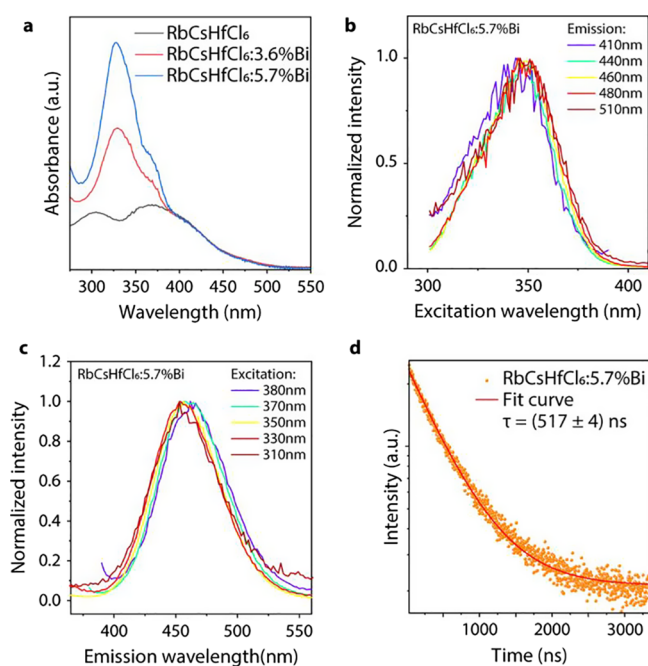 a
RbCsHfCl₆
RbCsHfCl₆:3.6%Bi
RbCsHfCl₆:5.7%Bi
Absorbance (a.u.)
300 350 400 450 500 550
Wavelength (nm)
b
RbCsHfCl₆:5.7%Bi
Emission:
410nm
440nm
460nm
480nm
510nm
Normalized intensity
1.0
0.5
0.0
300 350 400
Excitation wavelength (nm)
c
RbCsHfCl₆:5.7%Bi
Excitation:
380nm
370nm
350nm
330nm
310nm
Normalized intensity
1.2
1.0
0.8
0.6
0.4
0.2
0.0
400 450 500 550
Emission wavelength(nm)
d
RbCsHfCl₆:5.7%Bi
Fit curve
τ = (517 ± 4) ns
Intensity (a.u.)
1000 2000 3000
Time (ns)